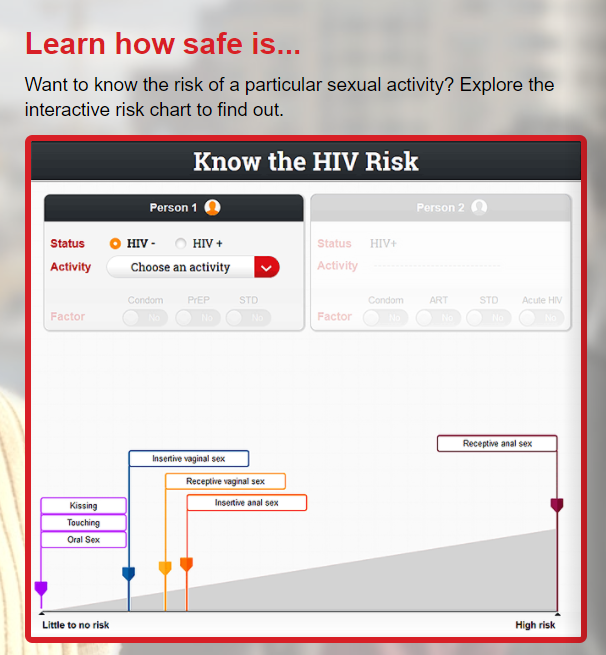 Learn how safe is...
Want to know the risk of a particular sexual activity? Explore the
interactive risk chart to find out.
Know the HIV Risk
Person 1
Status HIV - HIV +
Activity Choose an activity
Condom PrEP STD
Factor No No No
Person 2
Status HIV+
Activity
Condom ART STD Acute HIV
Factor No No No No
Receptive anal sex
Insertive vaginal sex
Receptive vaginal sex
Insertive anal sex
Kissing
Touching
Oral Sex
Little to no risk High risk